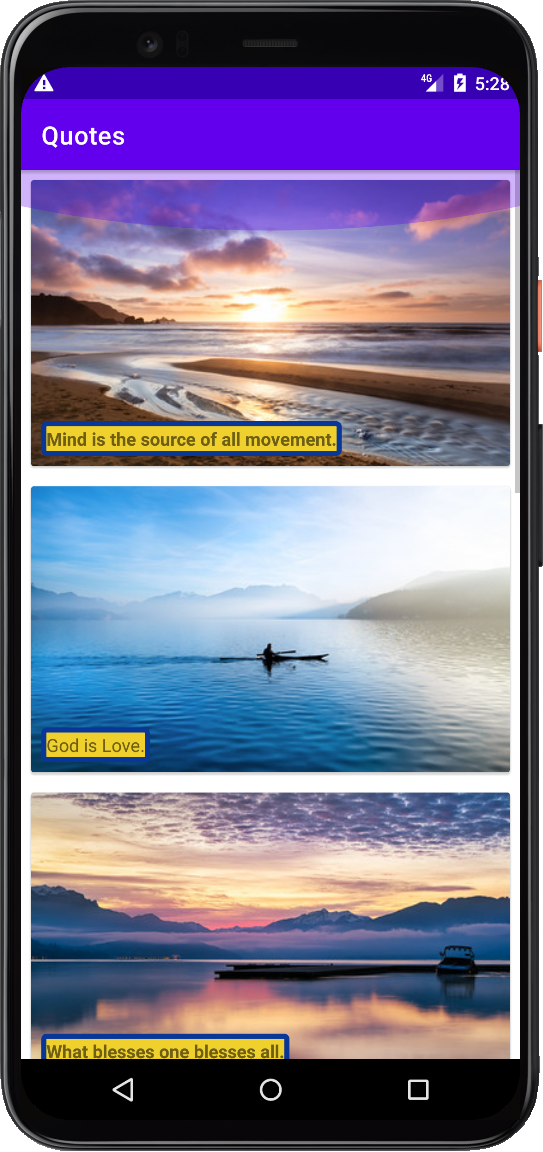 4G 5:28
Quotes
Mind is the source of all movement.
God is Love.
What blesses one blesses all.